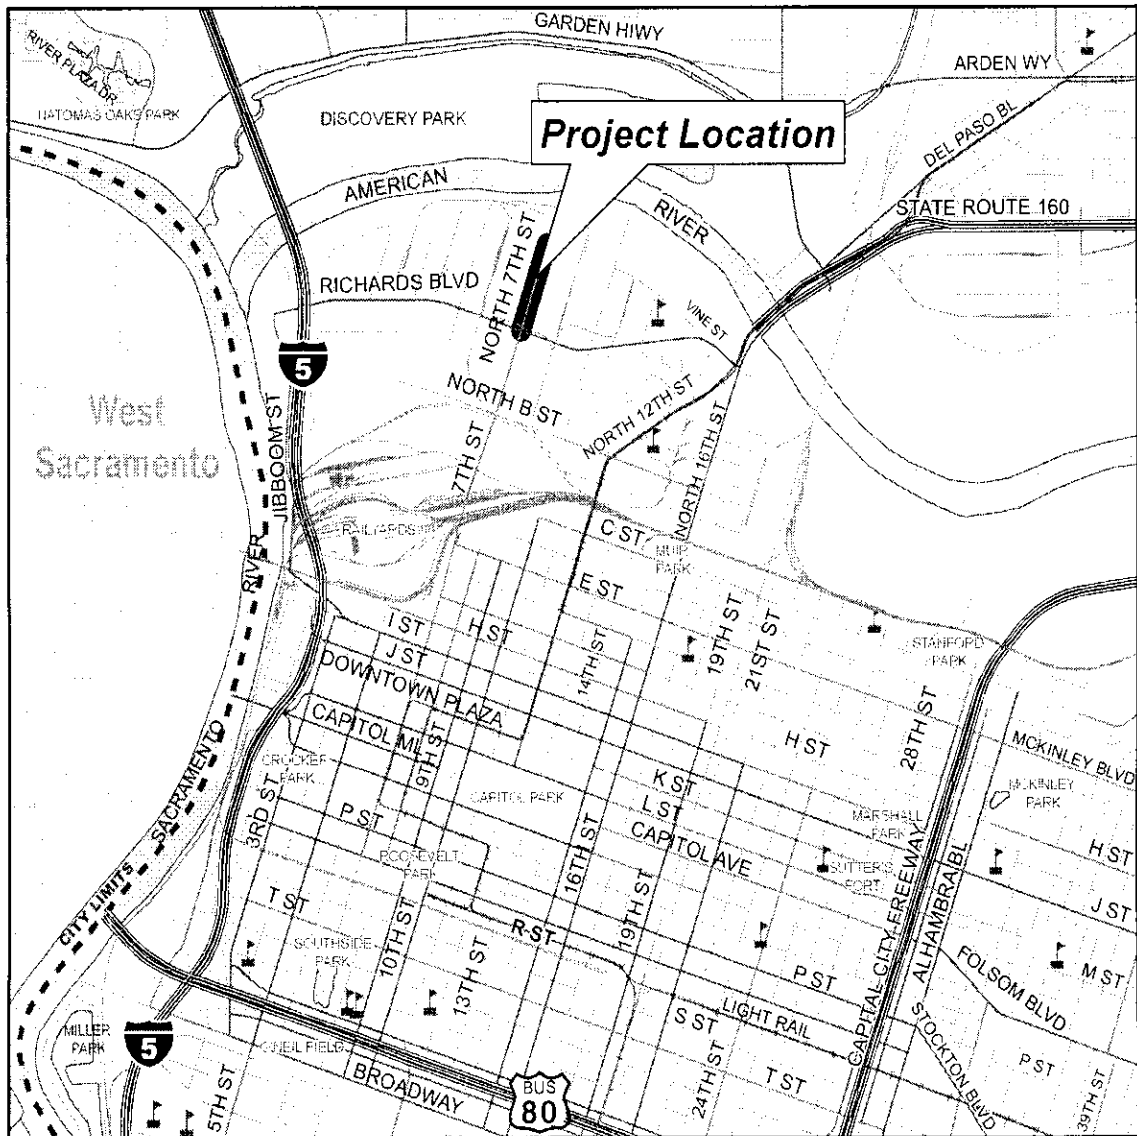 GARDEN HIWY
ARDEN WY
RIVER PLAZA DR
NATOMAS OAKS PARK
DISCOVERY PARK
Project Location
DEL PASO BL
AMERICAN
RIVER
STATE ROUTE 160
NORTH 7TH ST
RICHARDS BLVD
VINE ST
5
NORTH B ST
NORTH 12TH ST
NORTH 16TH ST
West
Sacramento
JIBBOOM ST
7TH ST
RAILYARDS
C ST
MUIR
PARK
RIVER
E ST
I ST
H ST
J ST
14TH ST
19TH ST
21ST ST
STANFORD
PARK
DOWNTOWN PLAZA
CAPITOL ML
9TH ST
H ST
28TH ST
MCKINLEY BLVD
MCKINLEY
PARK
CROCKER
PARK
SACRAMENTO
3RD ST
CAPITOL PARK
K ST
L ST
CAPITOL AVE
MARSHALL
PARK
P ST
ROOSEVELT
PARK
16TH ST
19TH ST
SUTTER'S
FORT
H ST
J ST
CITY LIMITS
T ST
SOUTHSIDE
PARK
10TH ST
13TH ST
R ST
P ST
CAPITAL CITY FREEWAY
ALHAMBRA BL
FOLSOM BLVD
M ST
LIGHT RAIL
S ST
STOCKTON BLVD
MILLER
PARK
5
O'NEIL FIELD
BROADWAY
BUS
80
24TH ST
T ST
P ST
5TH ST
39TH ST